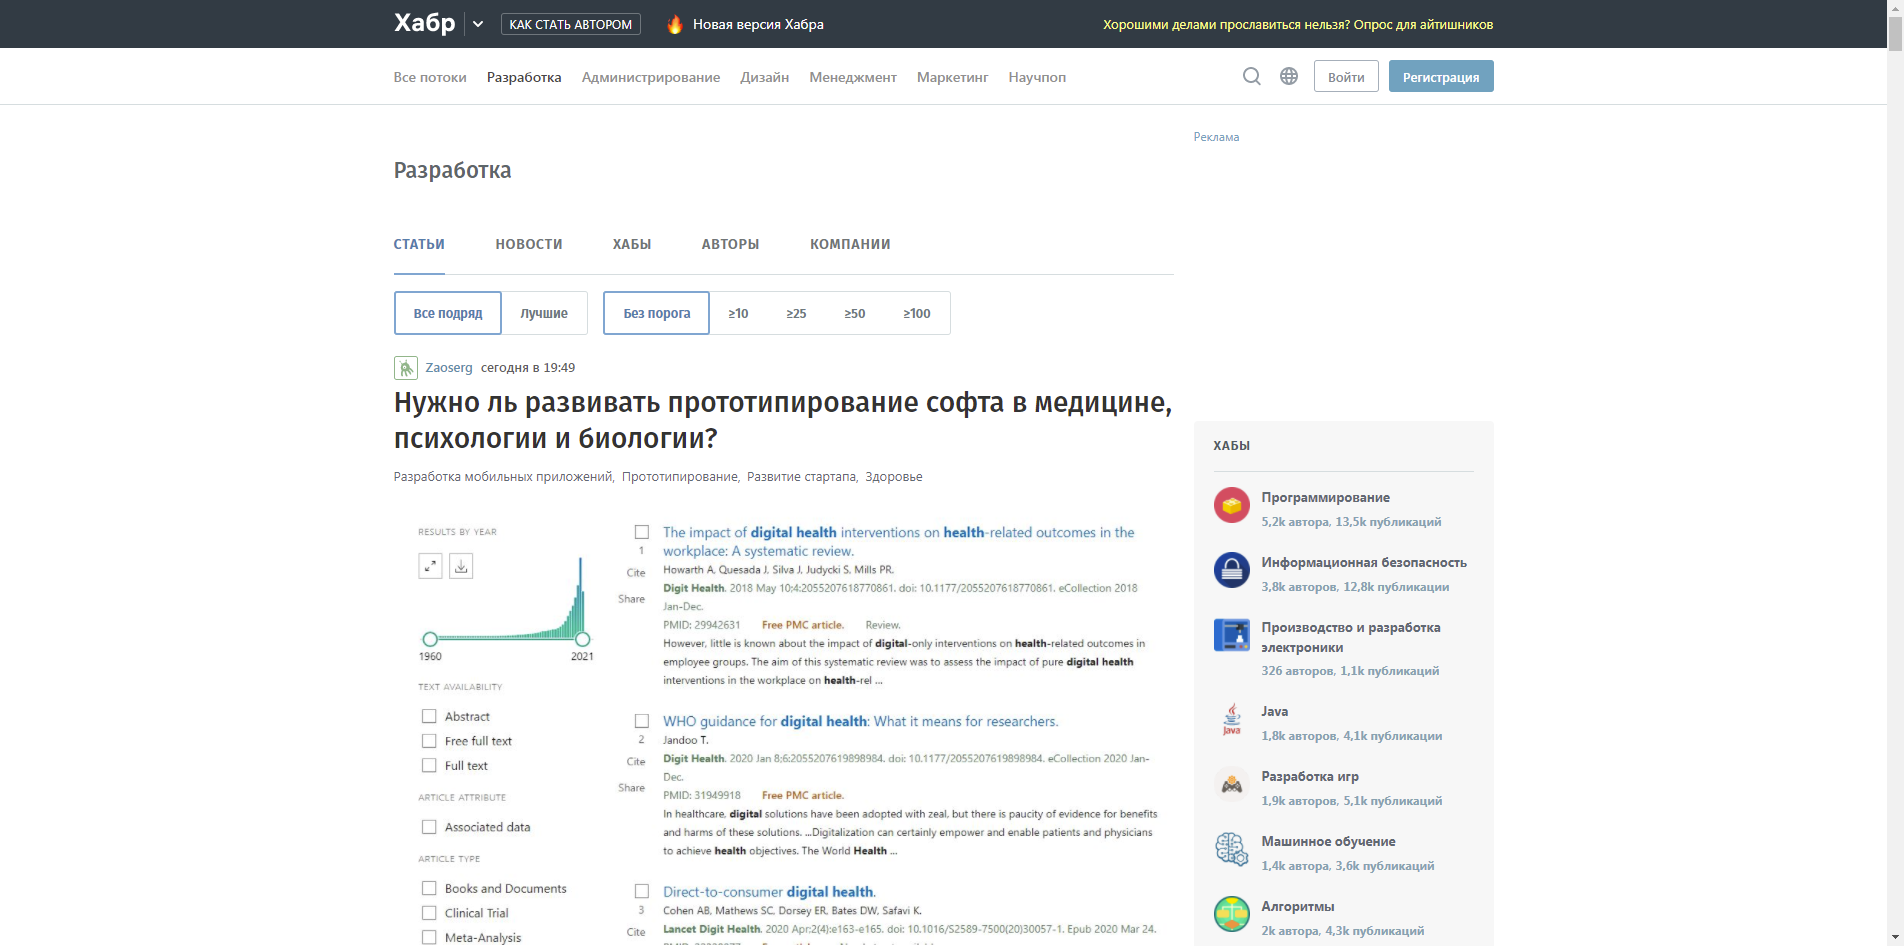 Хабр
КАК СТАТЬ АВТОРОМ
Новая версия Хабра
Хорошими делами прославиться нельзя? Опрос для айтишников
Все потоки Разработка Администрирование Дизайн Менеджмент Маркетинг Научпоп
Войти
Регистрация
Реклама
Разработка
СТАТЬИ НОВОСТИ ХАБЫ АВТОРЫ КОМПАНИИ
Все подряд Лучшие Без порога ≥10 ≥25 ≥50 ≥100
Zaoserg сегодня в 19:49
Нужно ль развивать прототипирование софта в медицине,
психологии и биологии?
Разработка мобильных приложений, Прототипирование, Развитие стартапа, Здоровье
RESULTS BY YEAR
1960 2021
TEXT AVAILABILITY
Abstract
Free full text
Full text
ARTICLE ATTRIBUTE
Associated data
ARTICLE TYPE
Books and Documents
Clinical Trial
Meta-Analysis
1
Cite
Share
The impact of digital health interventions on health-related outcomes in the
workplace: A systematic review.
Howarth A, Quesada J, Silva J, Judycki S, Mills PR.
Digit Health. 2018 May 10;4:2055207618770861. doi: 10.1177/2055207618770861. eCollection 2018
Jan-Dec.
PMID: 29942631 Free PMC article. Review.
However, little is known about the impact of digital-only interventions on health-related outcomes in
employee groups. The aim of this systematic review was to assess the impact of pure digital health
interventions in the workplace on health-rel ...
2
Cite
Share
WHO guidance for digital health: What it means for researchers.
Jandoo T.
Digit Health. 2020 Jan 8;6:2055207619898984. doi: 10.1177/2055207619898984. eCollection 2020 Jan-
Dec.
PMID: 31949918 Free PMC article.
In healthcare, digital solutions have been adopted with zeal, but there is paucity of evidence for benefits
and harms of these solutions. ...Digitalization can certainly empower and enable patients and physicians
to achieve health objectives. The World Health ...
3
Cite
Direct-to-consumer digital health.
Cohen AB, Mathews SC, Dorsey ER, Bates DW, Safavi K.
Lancet Digit Health. 2020 Apr;2(4):e163-e165. doi: 10.1016/S2589-7500(20)30057-1. Epub 2020 Mar 24.
ХАБЫ
Программирование
5,2k автора, 13,5k публикаций
Информационная безопасность
3,8k автора, 12,8k публикации
Производство и разработка
электроники
326 авторов, 1,1k публикаций
Java
Java
1,8k авторов, 4,1k публикации
Разработка игр
1,9k авторов, 5,1k публикаций
Машинное обучение
1,4k автора, 3,6k публикаций
Алгоритмы
2k автора, 4,3k публикаций